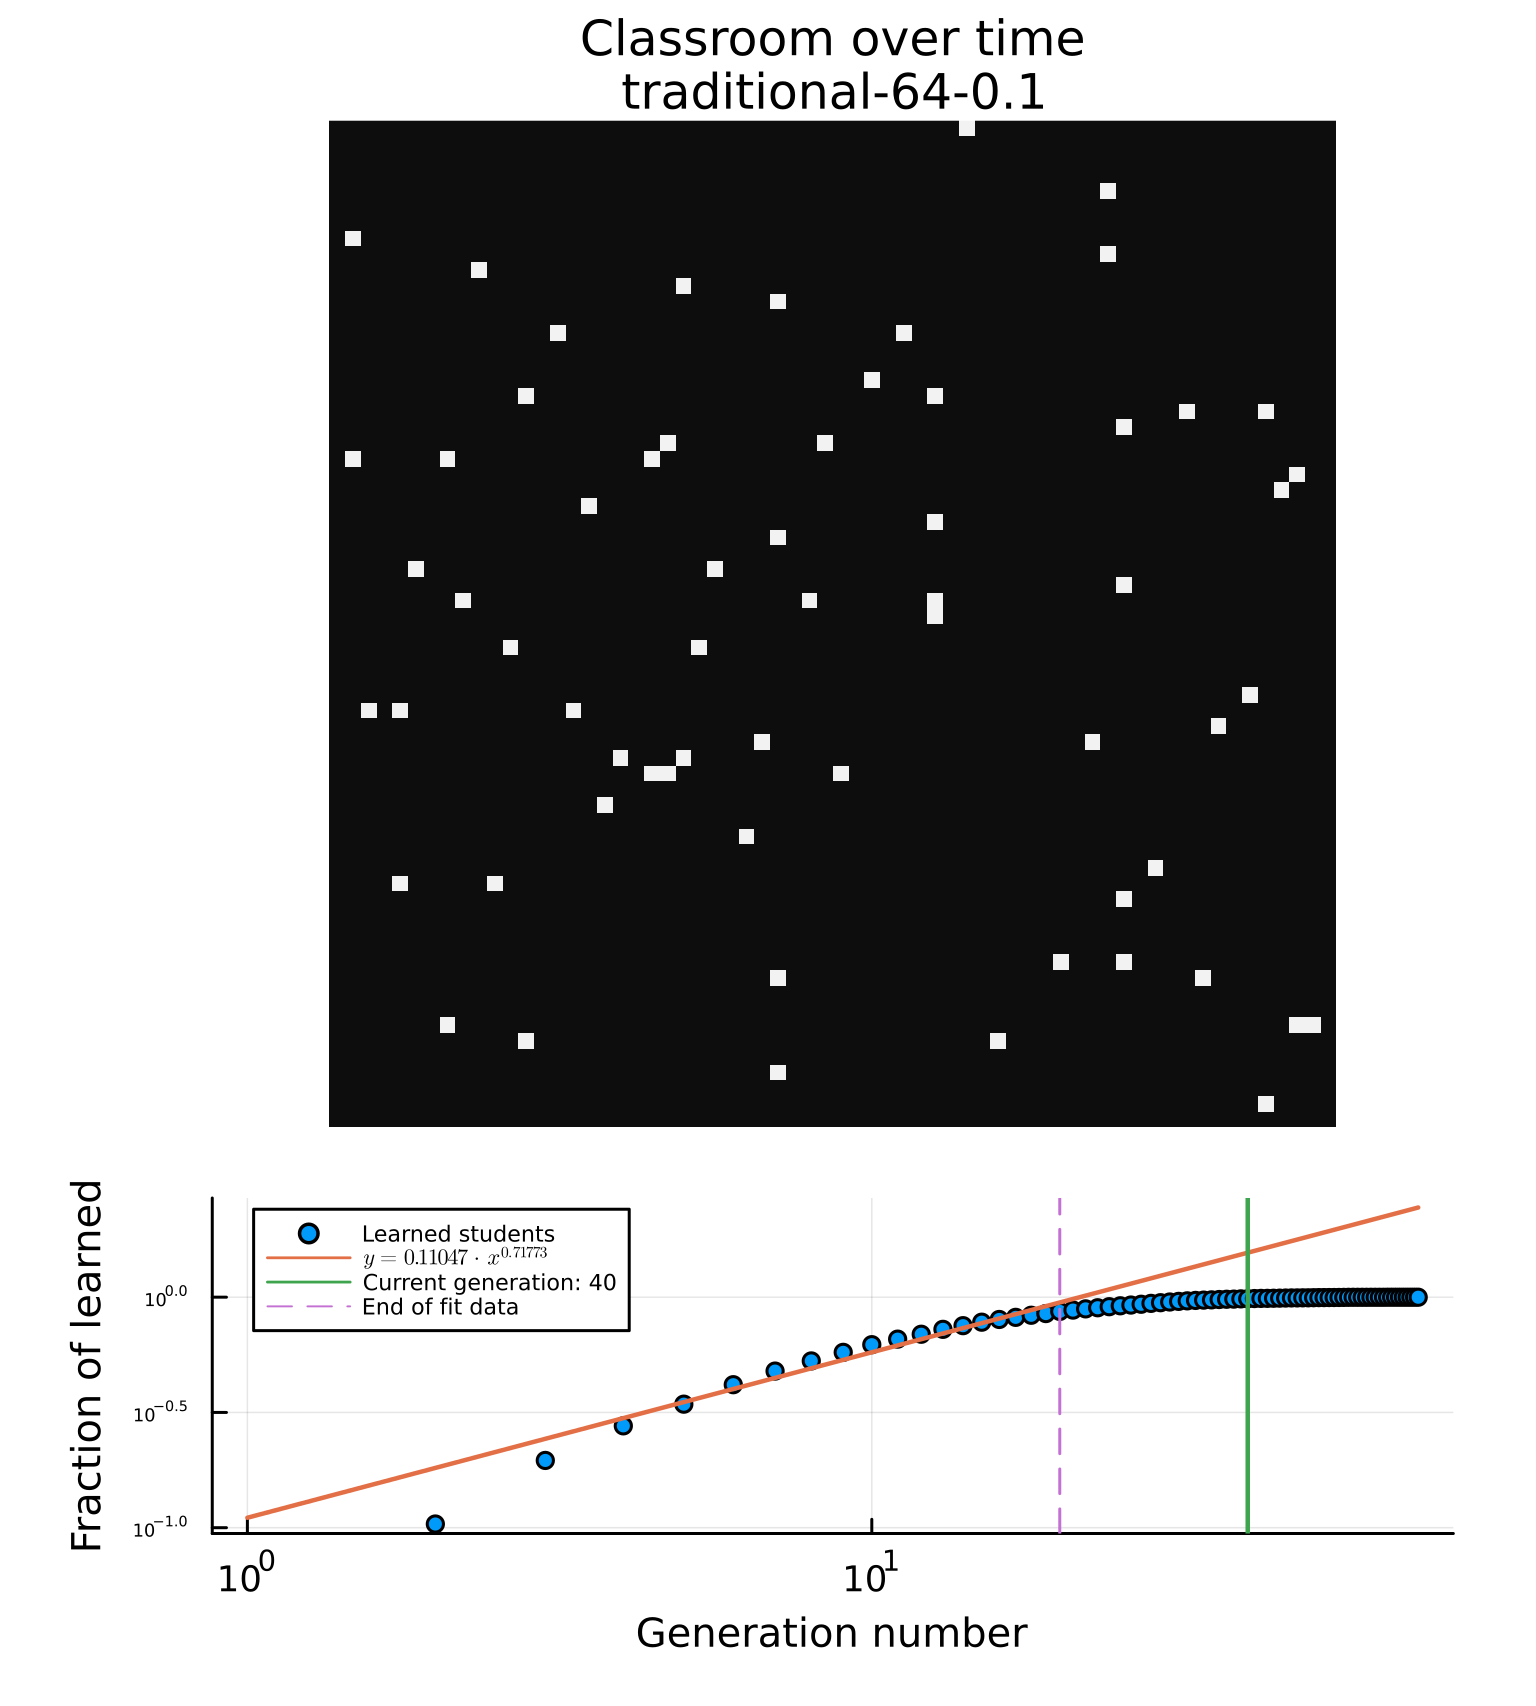 Classroom over time
traditional-64-0.1
Fraction of learned
Learned students
y = 0.11047 · x^0.71773
Current generation: 40
End of fit data
10^0.0
10^−0.5
10^−1.0
10^0
10^1
Generation number